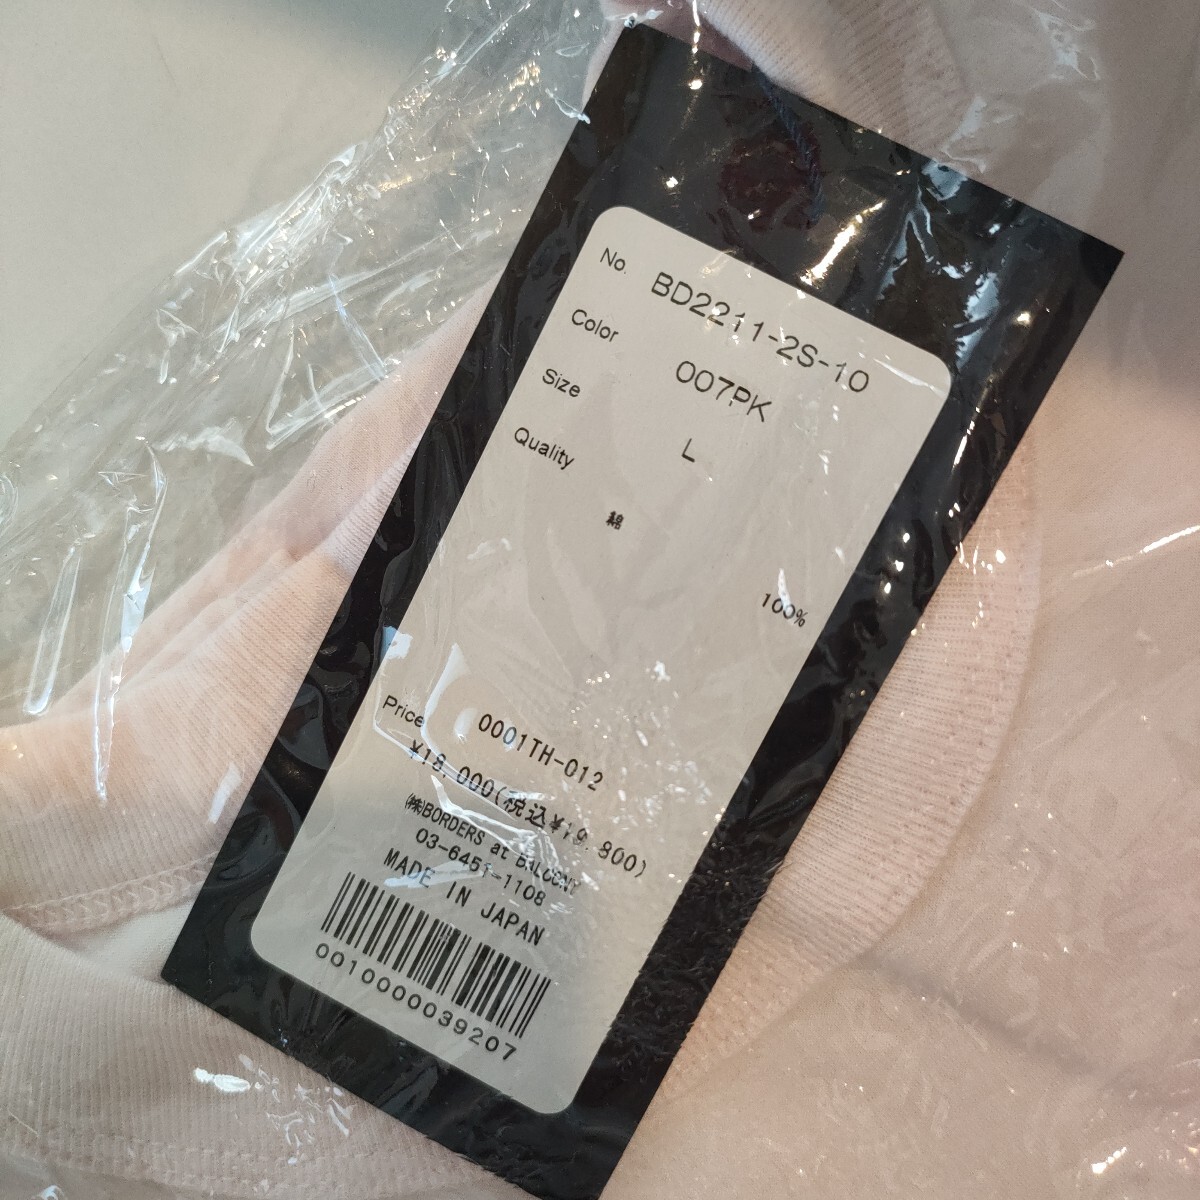 No. BD2211-2S-10
Color 007PK
Size L
Quality
綿 100%
0001TH-012
Price ¥18,000(税込¥19,800)
㈱BORDERS at BALCONY
03-6451-1108
MADE IN JAPAN
0010000039207